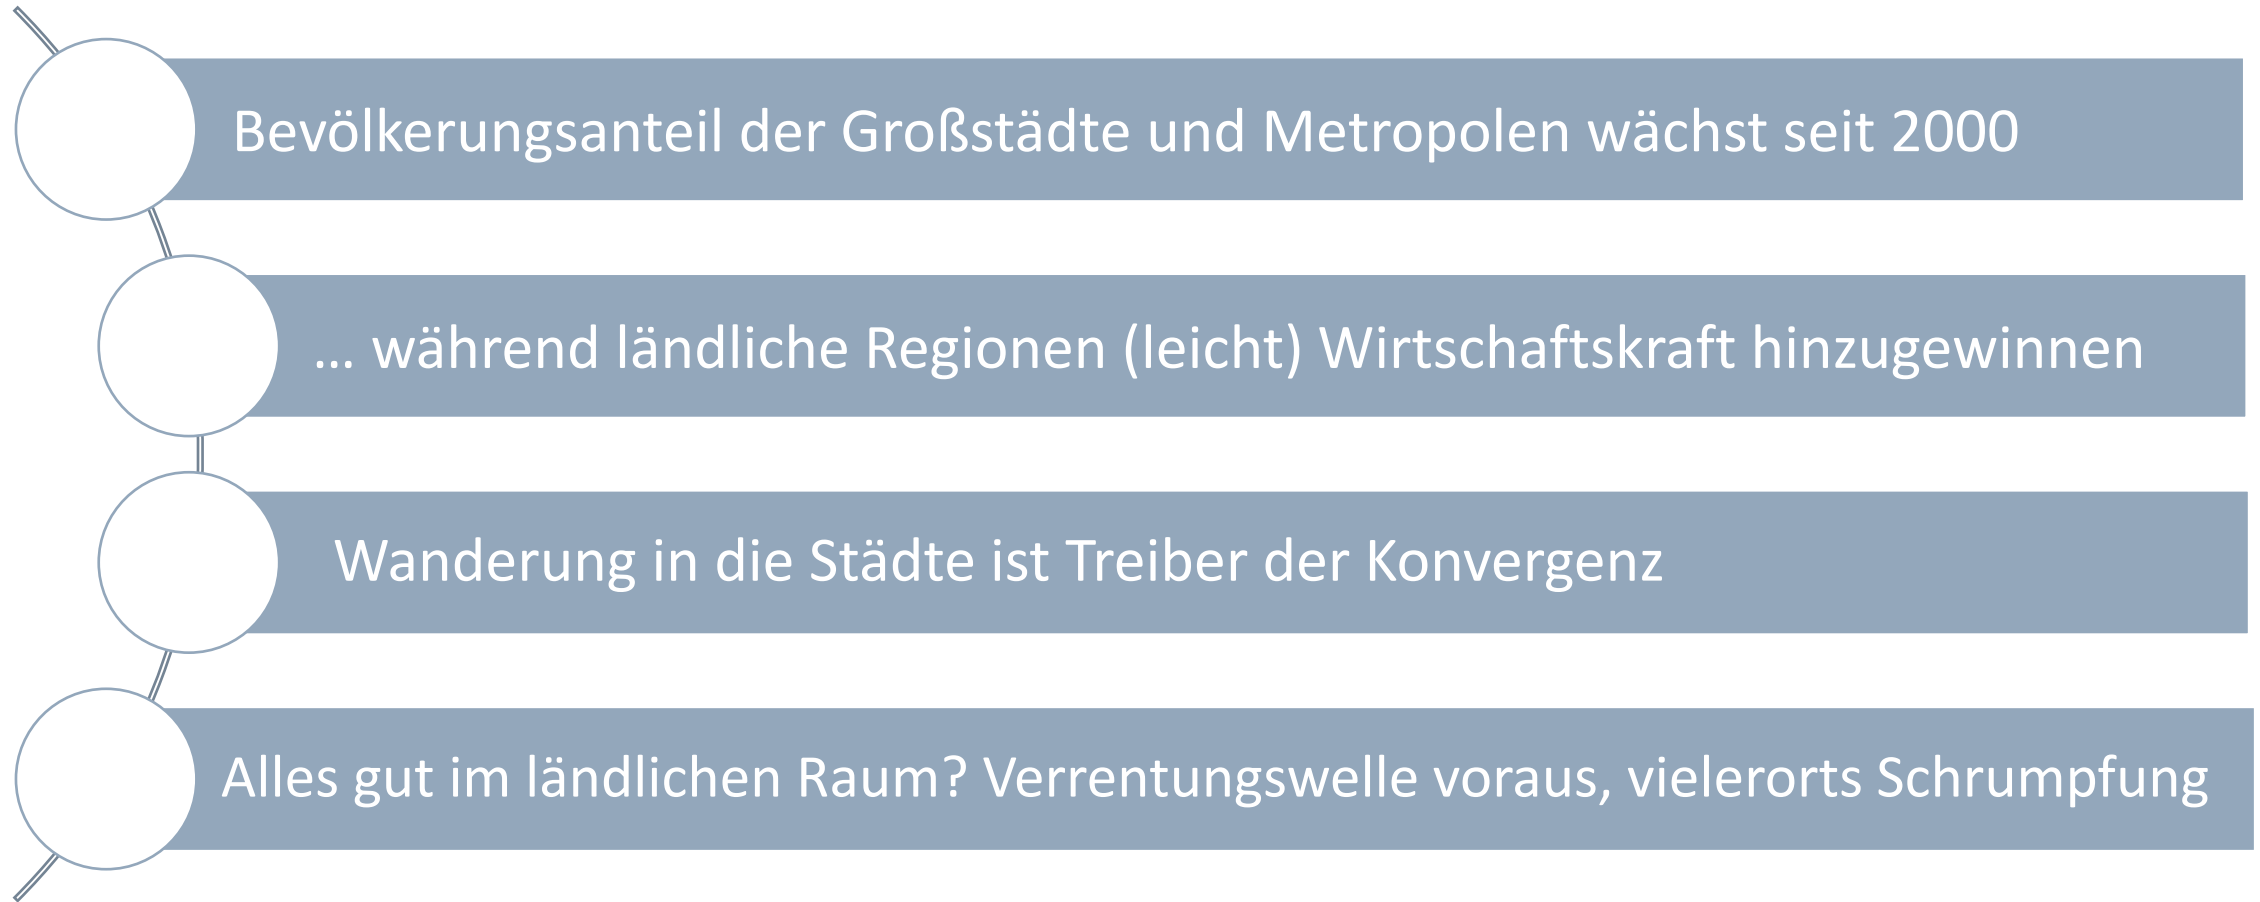 Bevölkerungsanteil der Großstädte und Metropolen wächst seit 2000
... während ländliche Regionen (leicht) Wirtschaftskraft hinzugewinnen
Wanderung in die Städte ist Treiber der Konvergenz
Alles gut im ländlichen Raum? Verrentungswelle voraus, vielerorts Schrumpfung